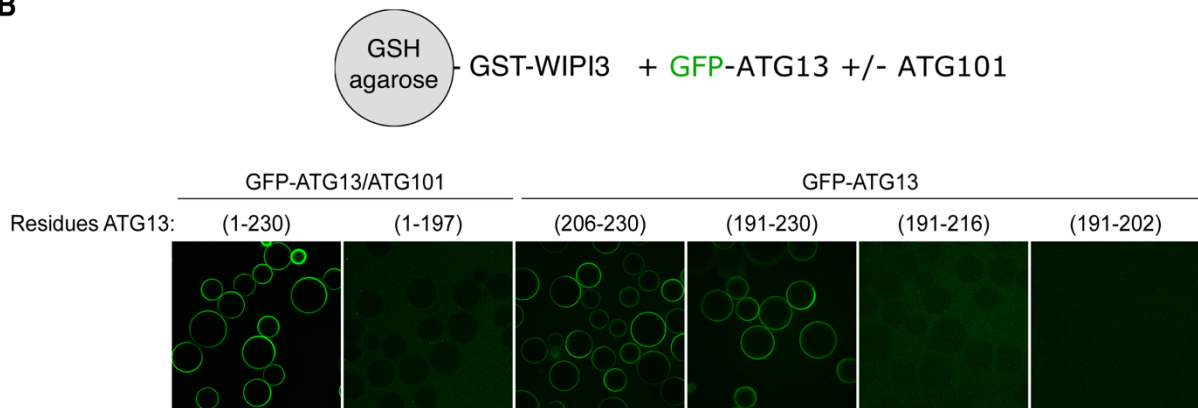 B
GSH
agarose
- GST-WIPI3 + GFP-ATG13 +/- ATG101
GFP-ATG13/ATG101 GFP-ATG13
Residues ATG13: (1-230) (1-197) (206-230) (191-230) (191-216) (191-202)